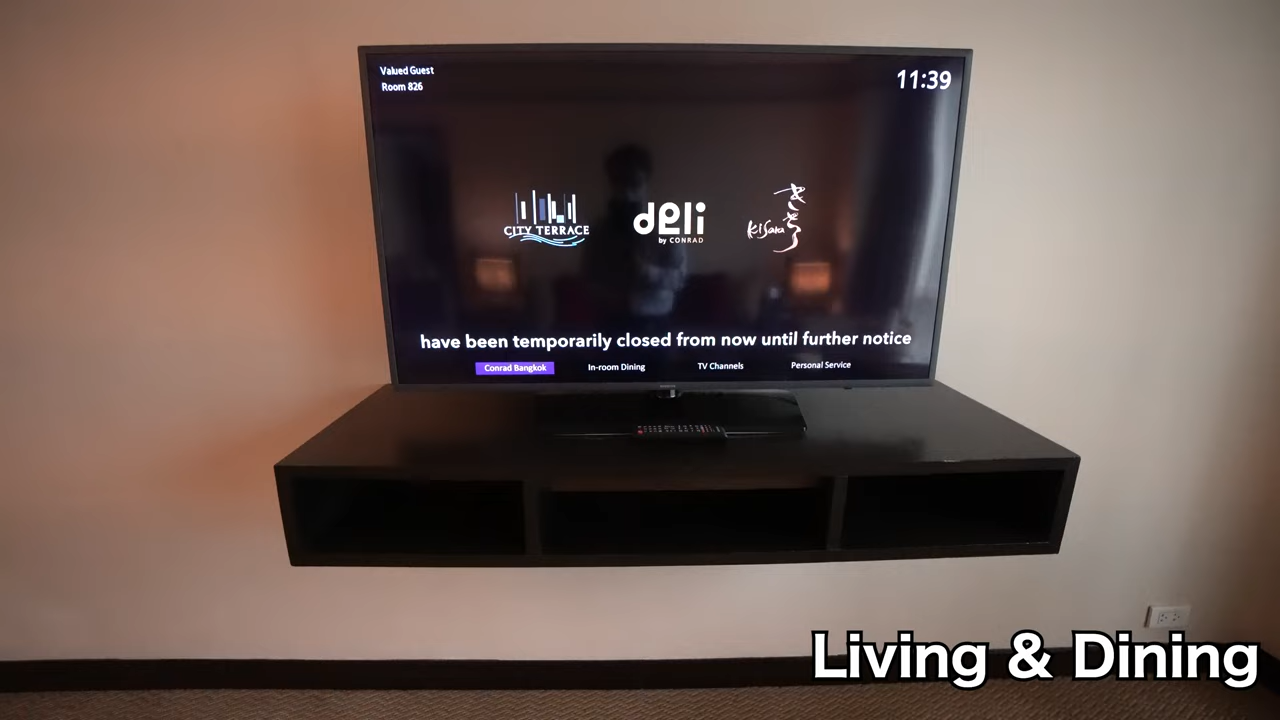 Valued Guest
Room 826
11:39
CITY TERRACE
deli
by CONRAD
Kisara
have been temporarily closed from now until further notice
Conrad Bangkok
In-room Dining
TV Channels
Personal Service
Living & Dining